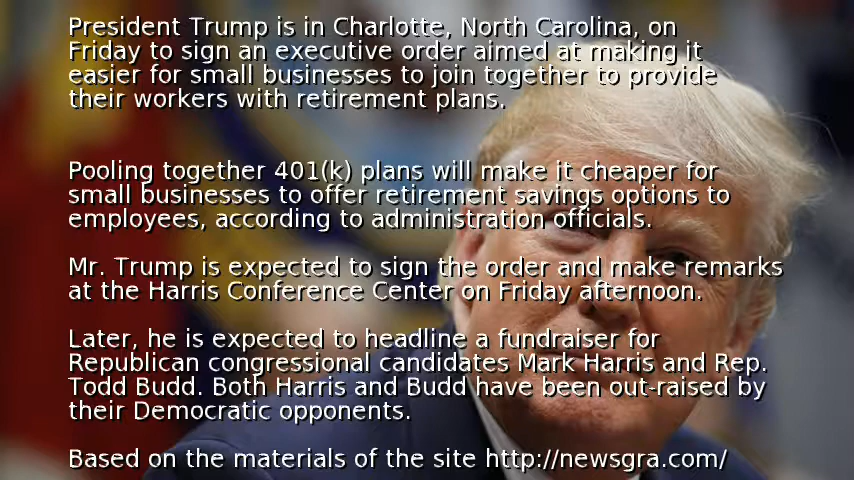 President Trump is in Charlotte, North Carolina, on
Friday to sign an executive order aimed at making it
easier for small businesses to join together to provide
their workers with retirement plans.
Pooling together 401(k) plans will make it cheaper for
small businesses to offer retirement savings options to
employees, according to administration officials.
Mr. Trump is expected to sign the order and make remarks
at the Harris Conference Center on Friday afternoon.
Later, he is expected to headline a fundraiser for
Republican congressional candidates Mark Harris and Rep.
Todd Budd. Both Harris and Budd have been out-raised by
their Democratic opponents.
Based on the materials of the site http://newsgra.com/